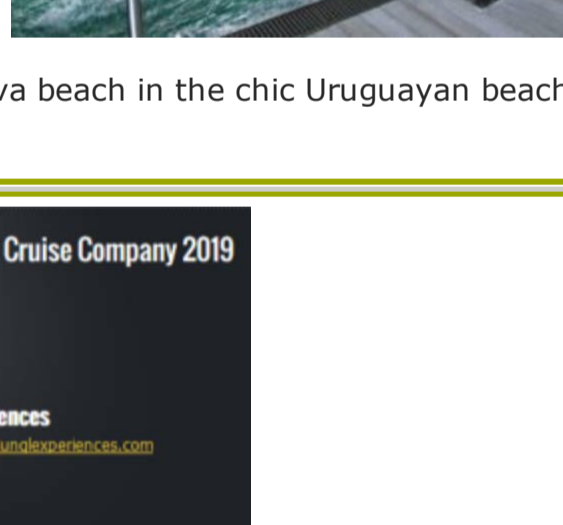 va beach in the chic Uruguayan beach
Cruise Company 2019
ences
unglexperiences.com